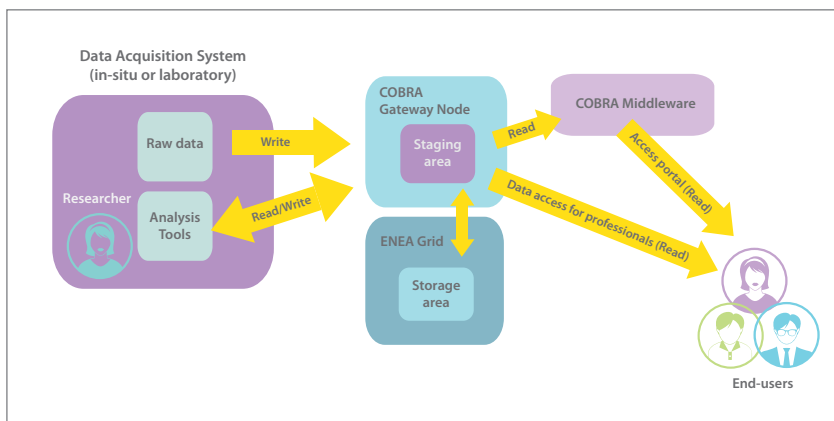 Data Acquisition System
(in-situ or laboratory)
Raw data
Researcher
Analysis
Tools
Write
Read/Write
COBRA
Gateway Node
Staging
area
ENEA Grid
Storage
area
Read
COBRA Middleware
Access portal (Read)
Data access for professionals (Read)
End-users